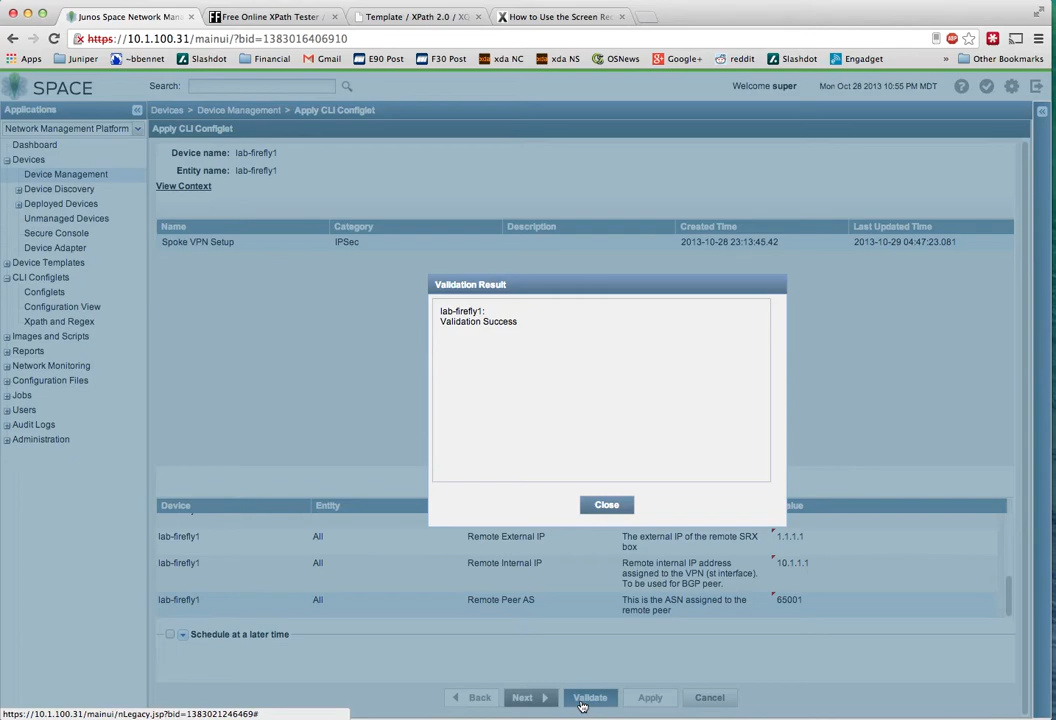 Junos Space Network Mana
Free Online XPath Tester /
Template / XPath 2.0 / XQ
How to Use the Screen Rec
https://10.1.100.31/mainui/?bid=1383016406910
Apps
Juniper
~bbennet
Slashdot
Financial
Gmail
E90 Post
F30 Post
xda NC
xda NS
OSNews
Google+
reddit
Slashdot
Engadget
»
Other Bookmarks
SPACE
Search:
Welcome super
Mon Oct 28 2013 10:55 PM MDT
Applications
Devices > Device Management > Apply CLI Configlet
Network Management Platform
Apply CLI Configlet
Dashboard
Devices
Device Management
Device Discovery
Deployed Devices
Unmanaged Devices
Secure Console
Device Adapter
Device Templates
CLI Configlets
Configlets
Configuration View
Xpath and Regex
Images and Scripts
Reports
Network Monitoring
Configuration Files
Jobs
Users
Audit Logs
Administration
Device name: lab-firefly1
Entity name: lab-firefly1
View Context
Name Category Description Created Time Last Updated Time
Spoke VPN Setup IPSec 2013-10-28 23:13:45.42 2013-10-29 04:47:23.081
Validation Result
lab-firefly1:
Validation Success
Close
Device Entity alue
lab-firefly1 All Remote External IP The external IP of the remote SRX 1.1.1.1
box
lab-firefly1 All Remote Internal IP Remote internal IP address 10.1.1.1
assigned to the VPN (st interface).
To be used for BGP peer.
lab-firefly1 All Remote Peer AS This is the ASN assigned to the 65001
remote peer
Schedule at a later time
Back
Next
Validate
Apply
Cancel
https://10.1.100.31/mainui/nLegacy.jsp?bid=1383021246469#